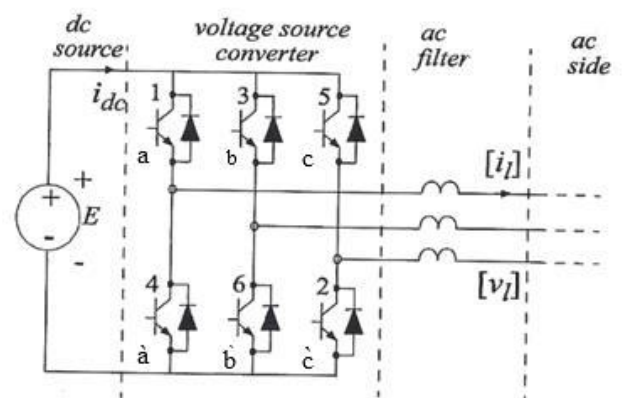 dc source
voltage source converter
ac filter
ac side
i_dc
1
3
5
a
b
c
[i_l]
+
+
E
-
-
4
6
2
[v_l]
à
b̀
c̀